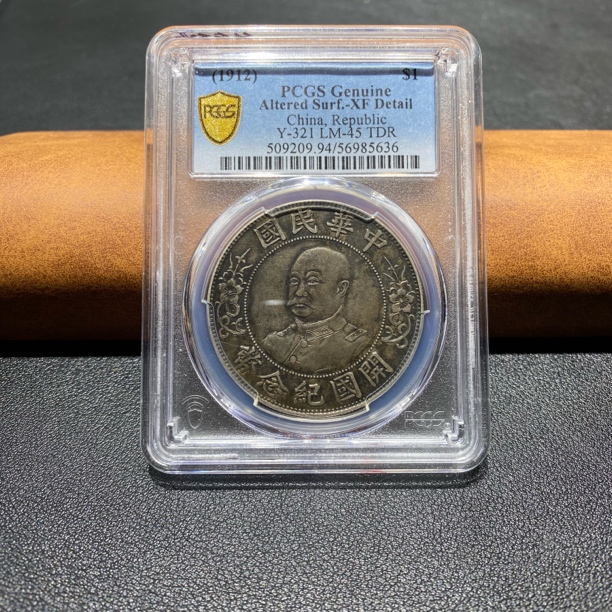 (1912) $1
PCGS Genuine
Altered Surf.-XF Detail
China, Republic
Y-321 LM-45 TDR
509209.94/56985636
PCGS
國民華中
幣念紀國開
PCGS